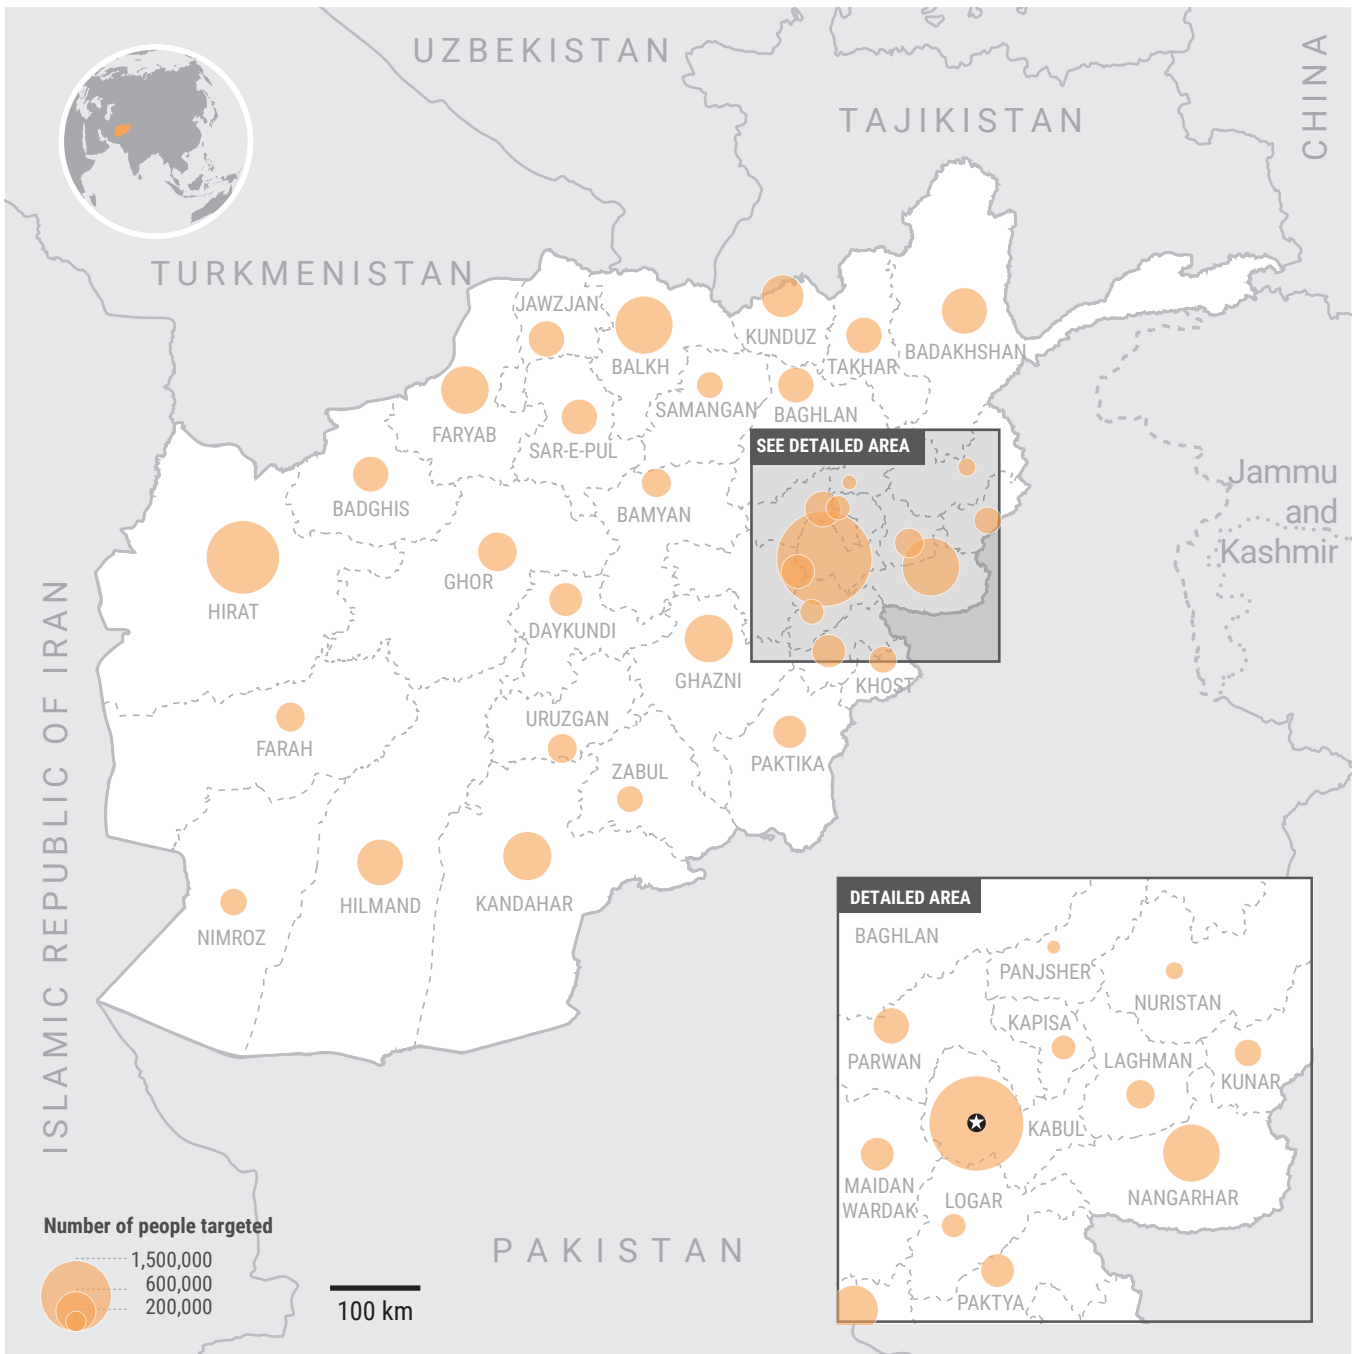 UZBEKISTAN
CHINA
TAJIKISTAN
TURKMENISTAN
JAWZJAN
KUNDUZ
BADAKHSHAN
BALKH
TAKHAR
SAMANGAN
BAGHLAN
FARYAB
SAR-E-PUL
SEE DETAILED AREA
Jammu
and
Kashmir
BADGHIS
BAMYAN
GHOR
HIRAT
DAYKUNDI
GHAZNI
KHOST
URUZGAN
FARAH
PAKTIKA
ZABUL
HILMAND
KANDAHAR
NIMROZ
ISLAMIC REPUBLIC OF IRAN
PAKISTAN
DETAILED AREA
BAGHLAN
PANJSHER
NURISTAN
KAPISA
PARWAN
LAGHMAN
KUNAR
KABUL
MAIDAN
WARDAK
LOGAR
NANGARHAR
PAKTYA
Number of people targeted
1,500,000
600,000
200,000
100 km